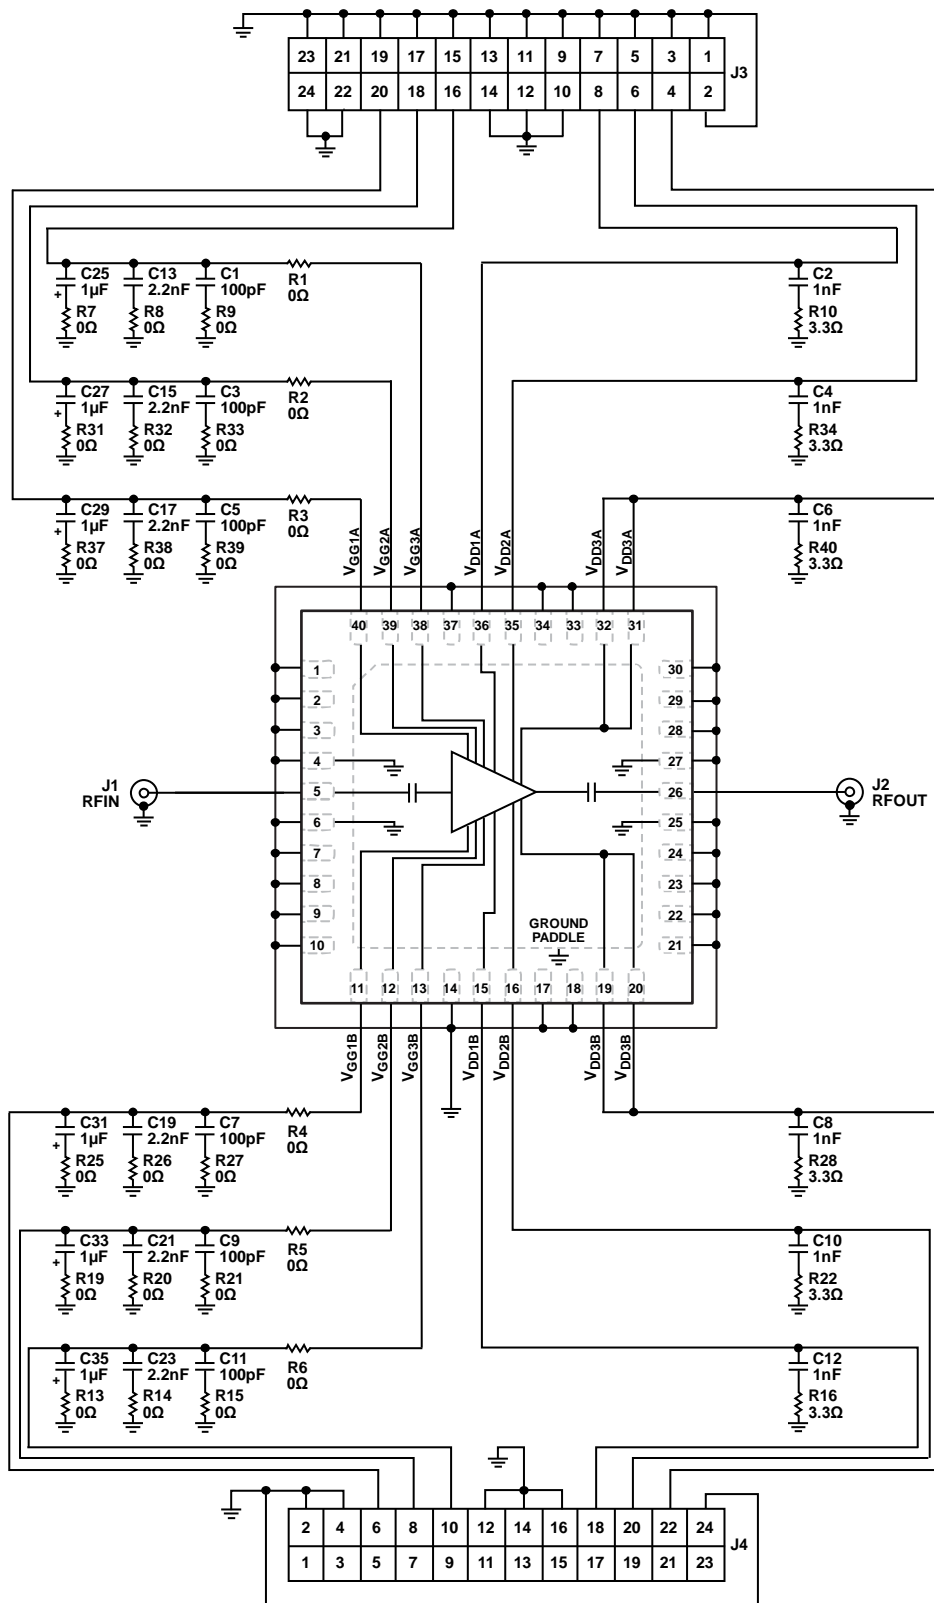 23 21 19 17 15 13 11 9 7 5 3 1
J3
24 22 20 18 16 14 12 10 8 6 4 2
C25
1µF
+
R7
0Ω
C13
2.2nF
R8
0Ω
C1
100pF
R9
0Ω
R1
0Ω
C2
1nF
R10
3.3Ω
C27
1µF
+
R31
0Ω
C15
2.2nF
R32
0Ω
C3
100pF
R33
0Ω
R2
0Ω
C4
1nF
R34
3.3Ω
C29
1µF
+
R37
0Ω
C17
2.2nF
R38
0Ω
C5
100pF
R39
0Ω
R3
0Ω
C6
1nF
R40
3.3Ω
VGG1A
VGG2A
VGG3A
VDD1A
VDD2A
VDD3A
VDD3A
40 39 38 37 36 35 34 33 32 31
1
2
3
4
5
6
7
8
9
10
30
29
28
27
26
25
24
23
22
21
J1
RFIN
J2
RFOUT
GROUND
PADDLE
11 12 13 14 15 16 17 18 19 20
VGG1B
VGG2B
VGG3B
VDD1B
VDD2B
VDD3B
VDD3B
C31
1µF
+
R25
0Ω
C19
2.2nF
R26
0Ω
C7
100pF
R27
0Ω
R4
0Ω
C8
1nF
R28
3.3Ω
C33
1µF
+
R19
0Ω
C21
2.2nF
R20
0Ω
C9
100pF
R21
0Ω
R5
0Ω
C10
1nF
R22
3.3Ω
C35
1µF
+
R13
0Ω
C23
2.2nF
R14
0Ω
C11
100pF
R15
0Ω
R6
0Ω
C12
1nF
R16
3.3Ω
2 4 6 8 10 12 14 16 18 20 22 24
J4
1 3 5 7 9 11 13 15 17 19 21 23